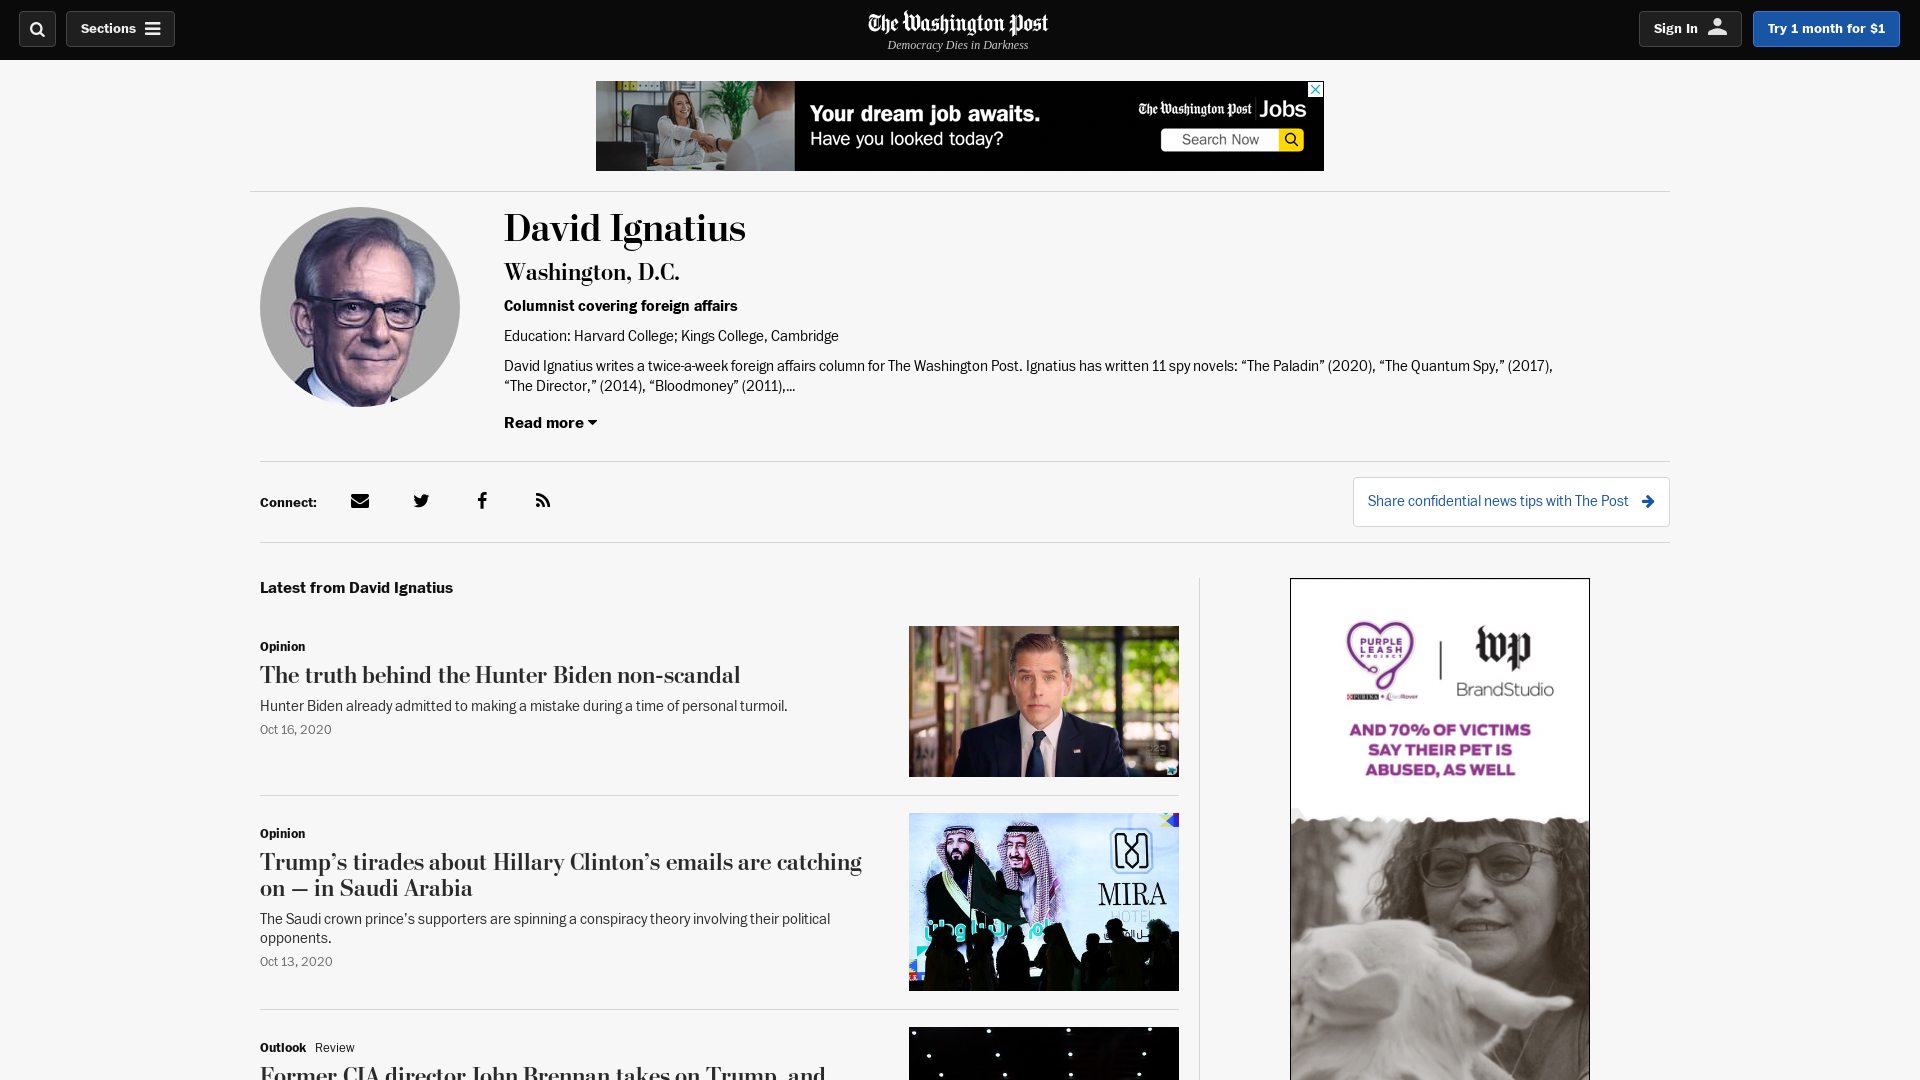 Sections
The Washington Post
Democracy Dies in Darkness
Sign In
Try 1 month for $1
Your dream job awaits.
Have you looked today?
The Washington Post Jobs
Search Now
David Ignatius
Washington, D.C.
Columnist covering foreign affairs
Education: Harvard College; Kings College, Cambridge
David Ignatius writes a twice-a-week foreign affairs column for The Washington Post. Ignatius has written 11 spy novels: “The Paladin” (2020), “The Quantum Spy,” (2017),
“The Director,” (2014), “Bloodmoney” (2011),...
Read more
Connect:
Share confidential news tips with The Post
Latest from David Ignatius
Opinion
The truth behind the Hunter Biden non-scandal
Hunter Biden already admitted to making a mistake during a time of personal turmoil.
Oct 16, 2020
Opinion
Trump’s tirades about Hillary Clinton’s emails are catching
on — in Saudi Arabia
The Saudi crown prince’s supporters are spinning a conspiracy theory involving their political
opponents.
Oct 13, 2020
MIRA
HOTEL
Outlook Review
Former CIA director John Brennan takes on Trump, and
PURPLE
LEASH
PROJECT
PURINA
wp
BrandStudio
AND 70% OF VICTIMS
SAY THEIR PET IS
ABUSED, AS WELL